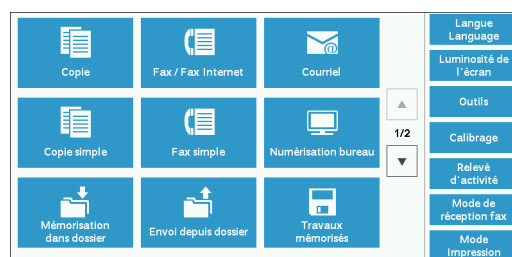 Copie
Fax / Fax Internet
Courriel
Copie simple
Fax simple
Numérisation bureau
Mémorisation
dans dossier
Envoi depuis dossier
Travaux
mémorisés
1/2
Langue
Language
Luminosité de
l'écran
Outils
Calibrage
Relevé
d'activité
Mode de
réception fax
Mode
Impression